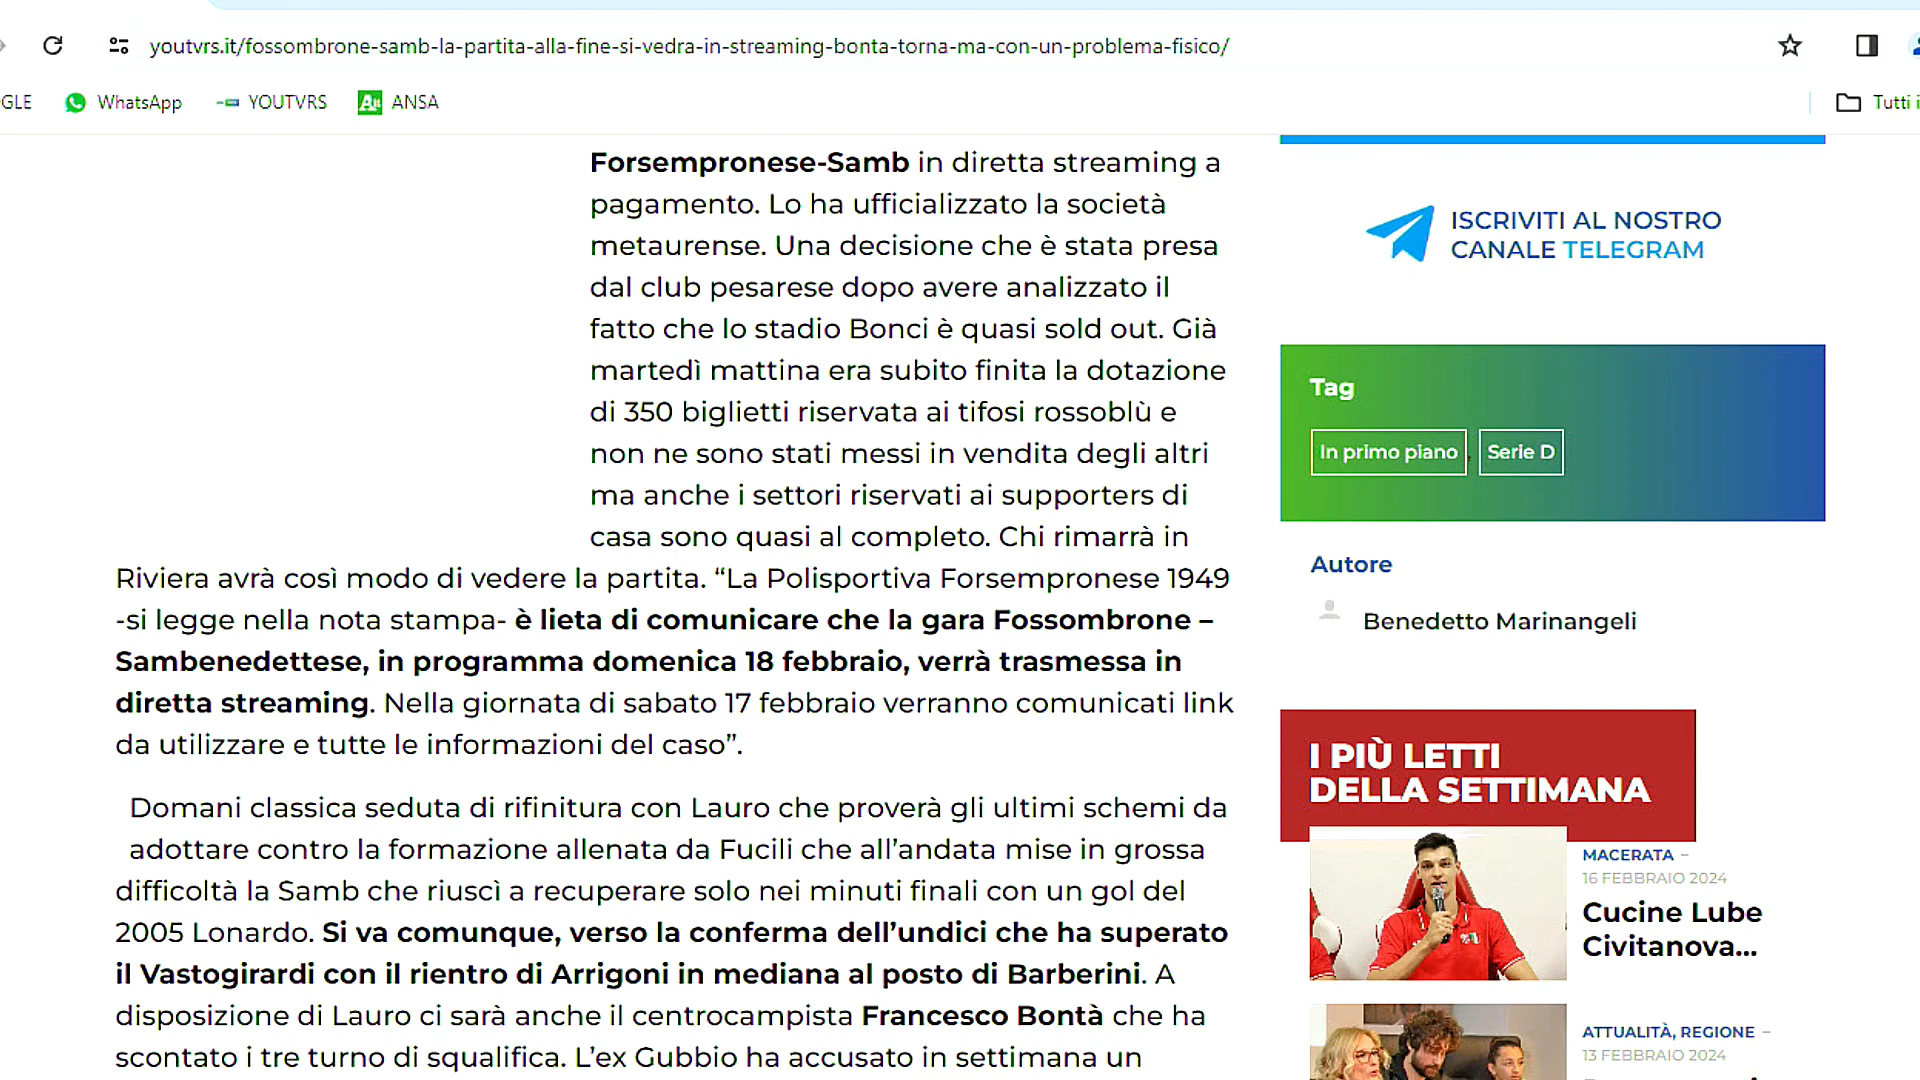 youtvrs.it/fossombrone-samb-la-partita-alla-fine-si-vedra-in-streaming-bonta-torna-ma-con-un-problema-fisico/
GLE WhatsApp YOUTVRS ANSA Tutti i
Forsempronese-Samb in diretta streaming a
pagamento. Lo ha ufficializzato la società
metaurense. Una decisione che è stata presa
dal club pesarese dopo avere analizzato il
fatto che lo stadio Bonci è quasi sold out. Già
martedì mattina era subito finita la dotazione
di 350 biglietti riservata ai tifosi rossoblù e
non ne sono stati messi in vendita degli altri
ma anche i settori riservati ai supporters di
casa sono quasi al completo. Chi rimarrà in
Riviera avrà così modo di vedere la partita. “La Polisportiva Forsempronese 1949
-si legge nella nota stampa- è lieta di comunicare che la gara Fossombrone –
Sambenedettese, in programma domenica 18 febbraio, verrà trasmessa in
diretta streaming. Nella giornata di sabato 17 febbraio verranno comunicati link
da utilizzare e tutte le informazioni del caso”.
Domani classica seduta di rifinitura con Lauro che proverà gli ultimi schemi da
adottare contro la formazione allenata da Fucili che all’andata mise in grossa
difficoltà la Samb che riuscì a recuperare solo nei minuti finali con un gol del
2005 Lonardo. Si va comunque, verso la conferma dell’undici che ha superato
il Vastogirardi con il rientro di Arrigoni in mediana al posto di Barberini. A
disposizione di Lauro ci sarà anche il centrocampista Francesco Bontà che ha
scontato i tre turno di squalifica. L’ex Gubbio ha accusato in settimana un
ISCRIVITI AL NOSTRO
CANALE TELEGRAM
Tag
In primo piano, Serie D
Autore
Benedetto Marinangeli
I PIÙ LETTI
DELLA SETTIMANA
MACERATA –
16 FEBBRAIO 2024
Cucine Lube
Civitanova...
ATTUALITÀ, REGIONE –
13 FEBBRAIO 2024